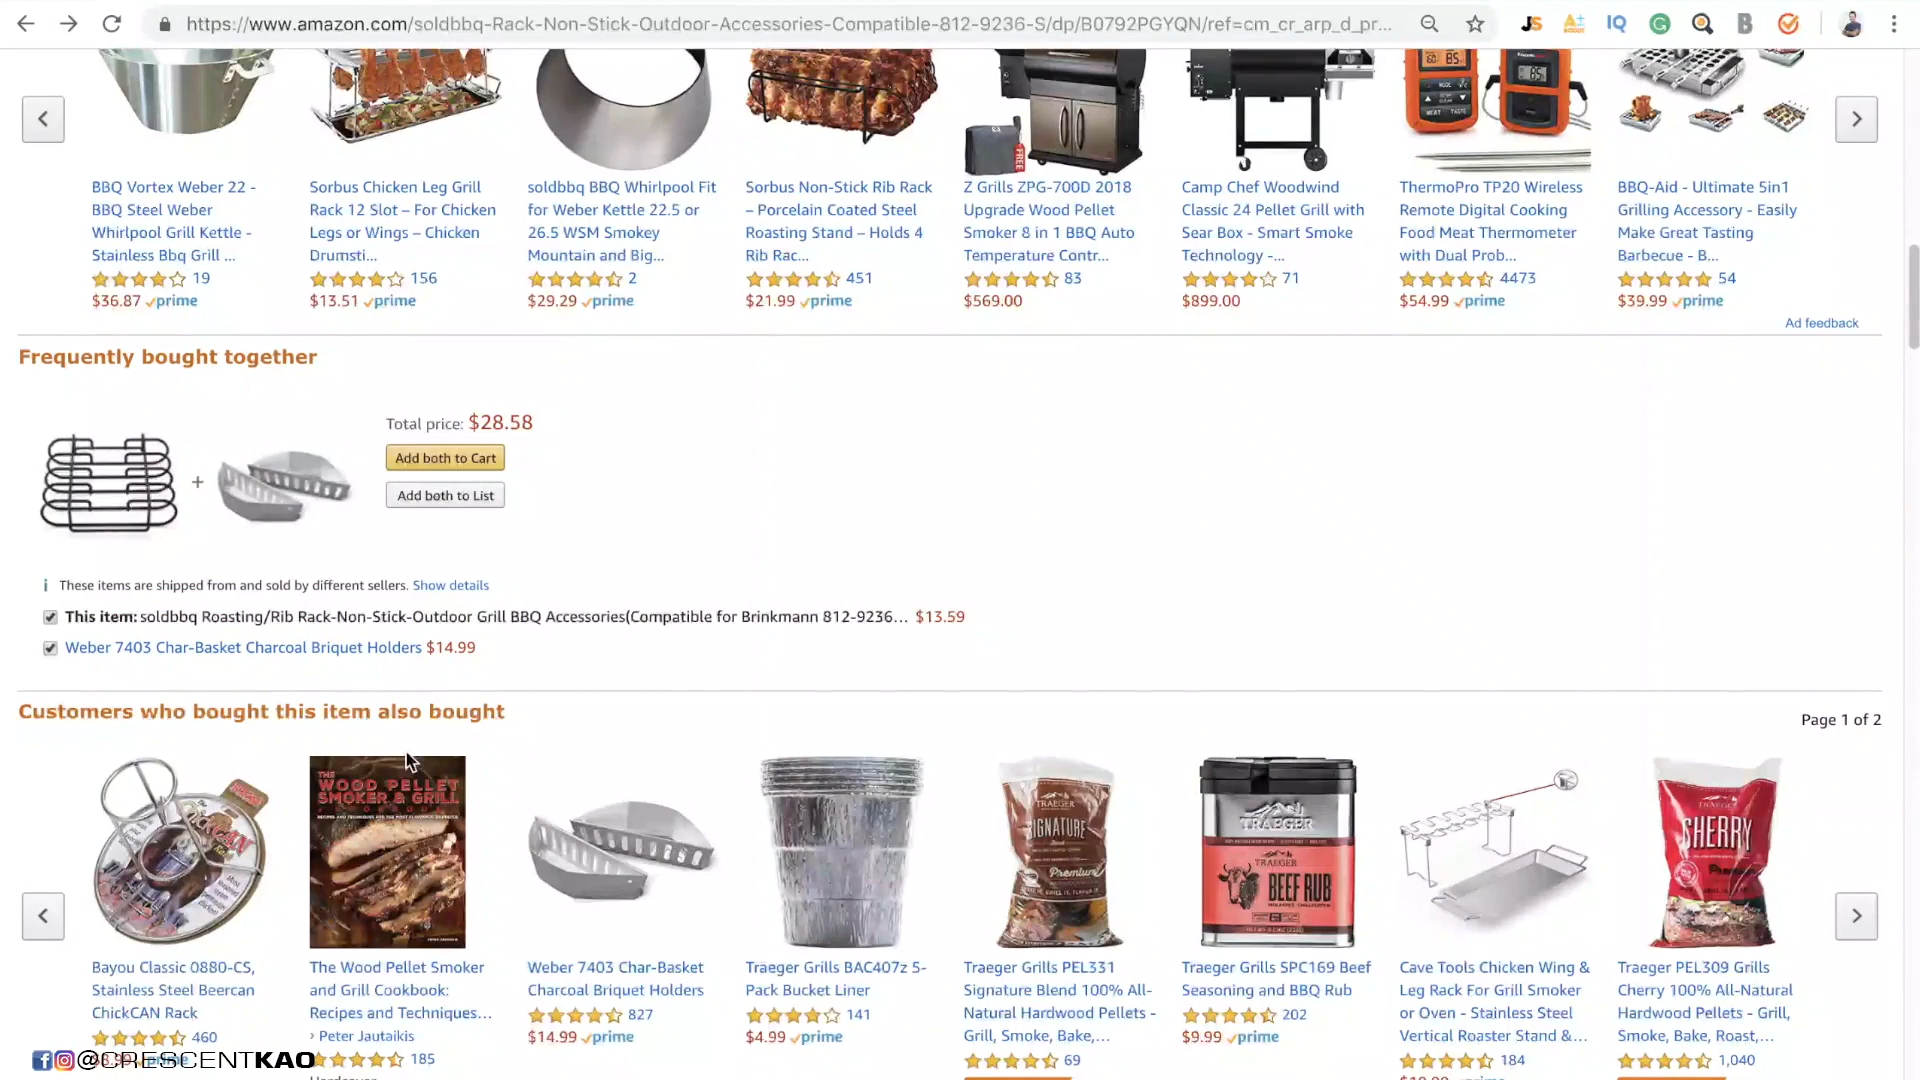 https://www.amazon.com/soldbbq-Rack-Non-Stick-Outdoor-Accessories-Compatible-812-9236-S/dp/B0792PGYQN/ref=cm_cr_arp_d_pr...
BBQ Vortex Weber 22 -
BBQ Steel Weber
Whirlpool Grill Kettle -
Stainless Bbq Grill ...
19
$36.87 prime
Sorbus Chicken Leg Grill
Rack 12 Slot – For Chicken
Legs or Wings – Chicken
Drumsti...
156
$13.51 prime
soldbbq BBQ Whirlpool Fit
for Weber Kettle 22.5 or
26.5 WSM Smokey
Mountain and Big...
2
$29.29 prime
Sorbus Non-Stick Rib Rack
– Porcelain Coated Steel
Roasting Stand – Holds 4
Rib Rac...
451
$21.99 prime
FREE
Z Grills ZPG-700D 2018
Upgrade Wood Pellet
Smoker 8 in 1 BBQ Auto
Temperature Contr...
83
$569.00
Camp Chef Woodwind
Classic 24 Pellet Grill with
Sear Box - Smart Smoke
Technology -...
71
$899.00
ThermoPro TP20 Wireless
Remote Digital Cooking
Food Meat Thermometer
with Dual Prob...
4473
$54.99 prime
BBQ-Aid - Ultimate 5in1
Grilling Accessory - Easily
Make Great Tasting
Barbecue - B...
54
$39.99 prime
Ad feedback
Frequently bought together
Total price: $28.58
Add both to Cart
+
Add both to List
i These items are shipped from and sold by different sellers. Show details
This item: soldbbq Roasting/Rib Rack-Non-Stick-Outdoor Grill BBQ Accessories(Compatible for Brinkmann 812-9236... $13.59
Weber 7403 Char-Basket Charcoal Briquet Holders $14.99
Customers who bought this item also bought
Page 1 of 2
Bayou Classic 0880-CS,
Stainless Steel Beercan
ChickCAN Rack
460
THE
WOOD PELLET
SMOKER & GRILL
The Wood Pellet Smoker
and Grill Cookbook:
Recipes and Techniques...
› Peter Jautaikis
185
Weber 7403 Char-Basket
Charcoal Briquet Holders
827
$14.99 prime
Traeger Grills BAC407z 5-
Pack Bucket Liner
141
$4.99 prime
TRAEGER
SIGNATURE
Premium
Traeger Grills PEL331
Signature Blend 100% All-
Natural Hardwood Pellets -
Grill, Smoke, Bake,...
69
TRAEGER
BEEF RUB
Traeger Grills SPC169 Beef
Seasoning and BBQ Rub
202
$9.99 prime
Cave Tools Chicken Wing &
Leg Rack For Grill Smoker
or Oven - Stainless Steel
Vertical Roaster Stand &...
184
TRAEGER
Traeger PEL309 Grills
Cherry 100% All-Natural
Hardwood Pellets - Grill,
Smoke, Bake, Roast,...
1,040
@CRESCENTKAO